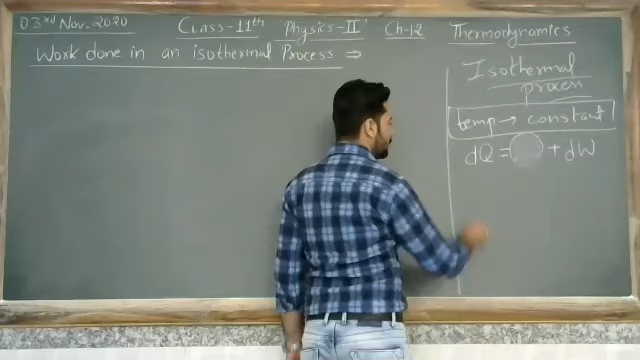 03rd Nov. 2020 Class-11th Physics-II Ch-12 Thermodynamics
Work done in an isothermal Process ⇒
Isothermal
process
temp → constant
dQ = + dW